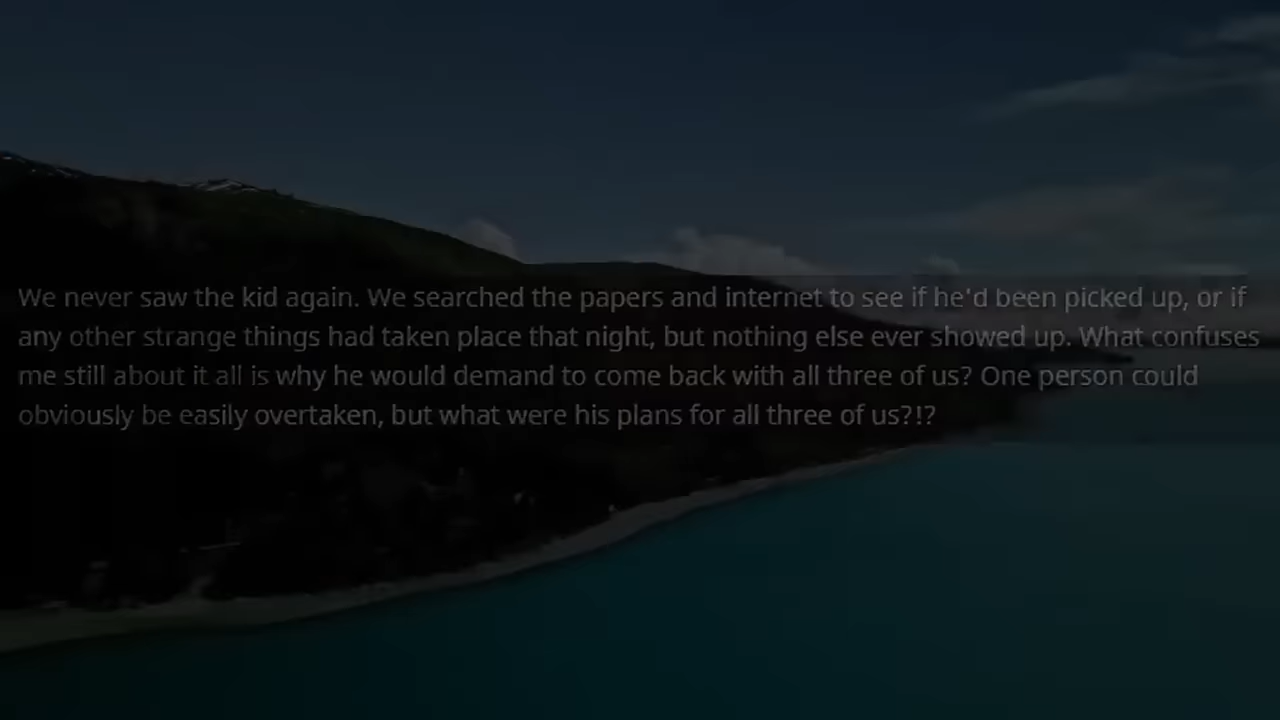 We never saw the kid again. We searched the papers and internet to see if he'd been picked up, or if
any other strange things had taken place that night, but nothing else ever showed up. What confuses
me still about it all is why he would demand to come back with all three of us? One person could
obviously be easily overtaken, but what were his plans for all three of us?!?